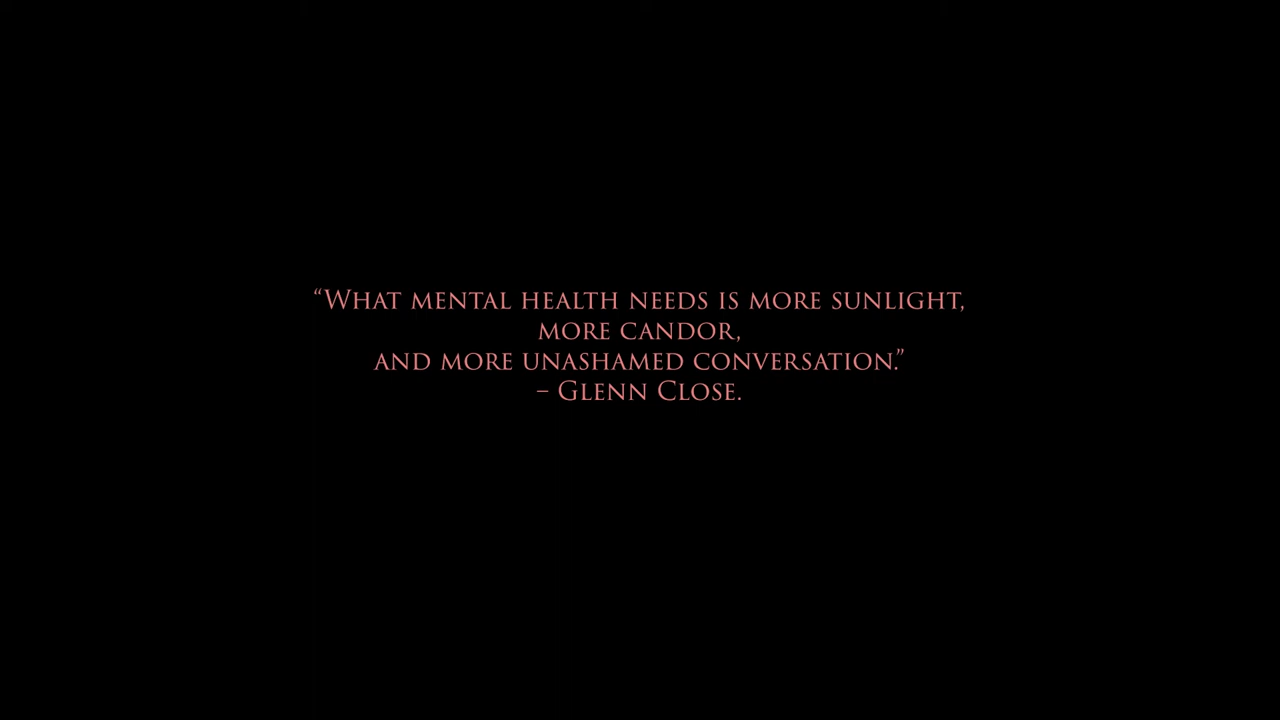 “What mental health needs is more sunlight,
more candor,
and more unashamed conversation.”
– Glenn Close.